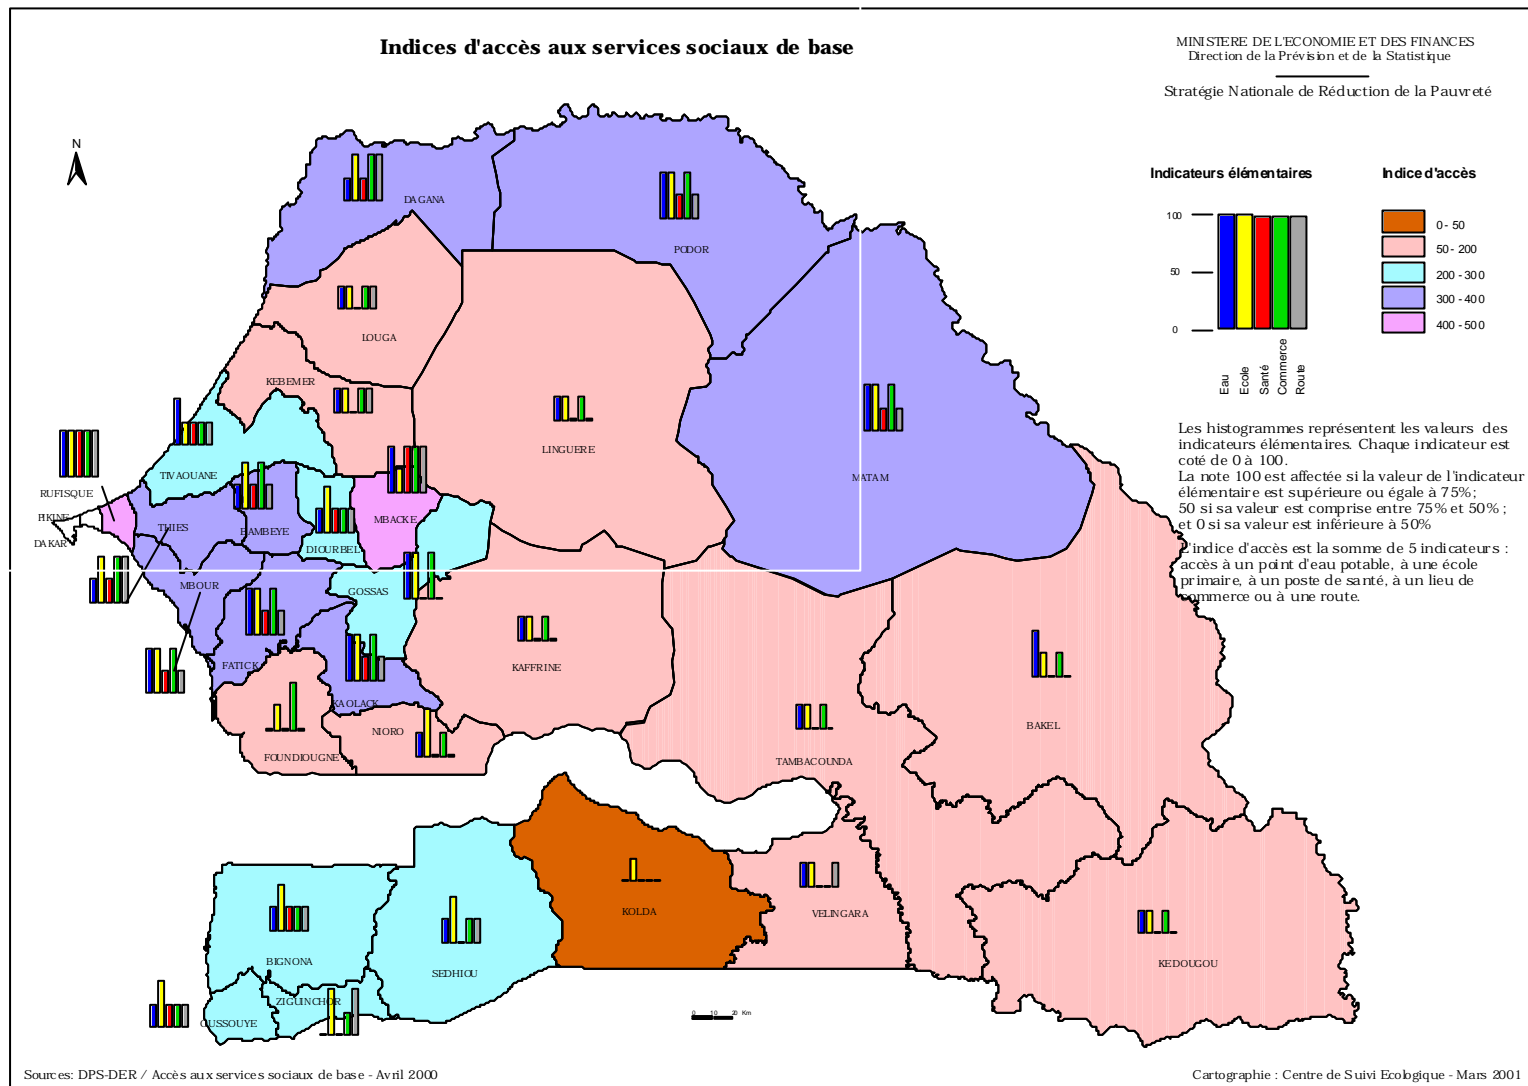 Indices d'accès aux services sociaux de base
MINISTERE DE L'ECONOMIE ET DES FINANCES
Direction de la Prévision et de la Statistique
Stratégie Nationale de Réduction de la Pauvreté
N
Indicateurs élémentaires
100
50
0
Eau
Ecole
Santé
Commerce
Route
Indice d'accès
0 - 50
50 - 200
200 - 300
300 - 400
400 - 500
Les histogrammes représentent les valeurs des
indicateurs élémentaires. Chaque indicateur est
coté de 0 à 100.
La note 100 est affectée si la valeur de l'indicateur
élémentaire est supérieure ou égale à 75% ;
50 si sa valeur est comprise entre 75% et 50% ;
et 0 si sa valeur est inférieure à 50%
L'indice d'accès est la somme de 5 indicateurs :
accès à un point d'eau potable, à une école
primaire, à un poste de santé, à un lieu de
commerce ou à une route.
DAGANA
PODOR
LOUGA
KEBEMER
LINGUERE
MATAM
TIVAOUANE
RUFISQUE
PIKINE
DAKAR
THIES
BAMBEYE
MBACKE
DIOURBEL
MBOUR
GOSSAS
FATICK
KAOLACK
KAFFRINE
NIORO
FOUNDIOUGNE
TAMBACOUNDA
BAKEL
KOLDA
VELINGARA
KEDOUGOU
SEDHIOU
BIGNONA
ZIGUINCHOR
OUSSOUYE
0 10 20 Km
Sources: DPS-DER / Accès aux services sociaux de base - Avril 2000
Cartographie : Centre de Suivi Ecologique - Mars 2001